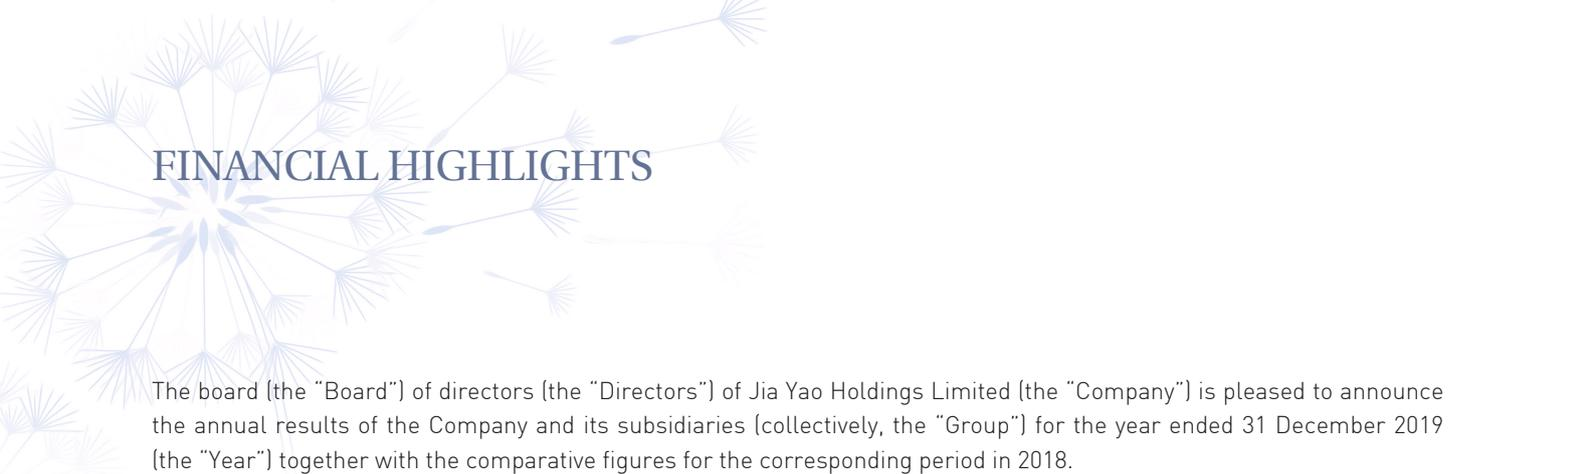 FINANCIAL HIGHLIGHTS
The board (the “Board”) of directors (the “Directors”) of Jia Yao Holdings Limited (the “Company”) is pleased to announce
the annual results of the Company and its subsidiaries (collectively, the “Group”) for the year ended 31 December 2019
(the “Year”) together with the comparative figures for the corresponding period in 2018.